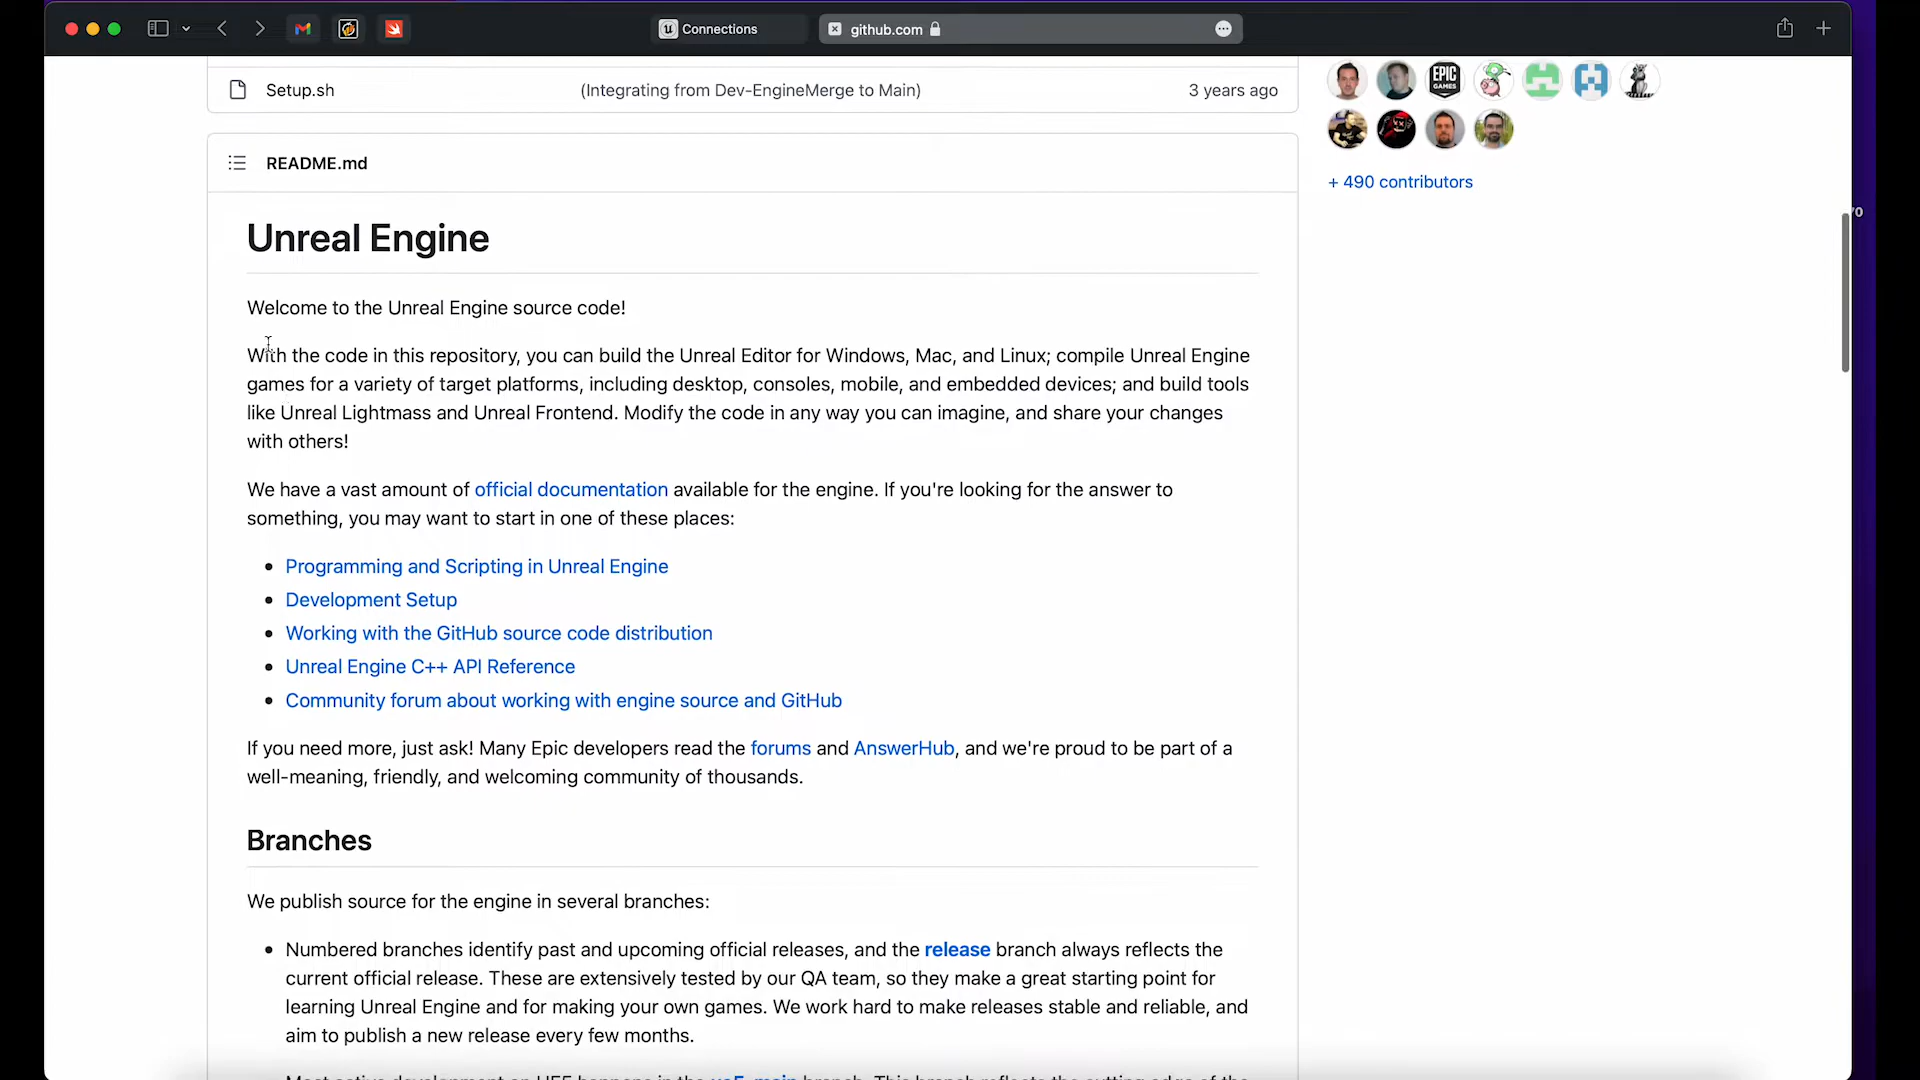 Connections
github.com
Setup.sh (Integrating from Dev-EngineMerge to Main) 3 years ago
EPIC GAMES
+ 490 contributors
README.md
Unreal Engine
Welcome to the Unreal Engine source code!
With the code in this repository, you can build the Unreal Editor for Windows, Mac, and Linux; compile Unreal Engine
games for a variety of target platforms, including desktop, consoles, mobile, and embedded devices; and build tools
like Unreal Lightmass and Unreal Frontend. Modify the code in any way you can imagine, and share your changes
with others!
We have a vast amount of official documentation available for the engine. If you're looking for the answer to
something, you may want to start in one of these places:
Programming and Scripting in Unreal Engine
Development Setup
Working with the GitHub source code distribution
Unreal Engine C++ API Reference
Community forum about working with engine source and GitHub
If you need more, just ask! Many Epic developers read the forums and AnswerHub, and we're proud to be part of a
well-meaning, friendly, and welcoming community of thousands.
Branches
We publish source for the engine in several branches:
Numbered branches identify past and upcoming official releases, and the release branch always reflects the
current official release. These are extensively tested by our QA team, so they make a great starting point for
learning Unreal Engine and for making your own games. We work hard to make releases stable and reliable, and
aim to publish a new release every few months.